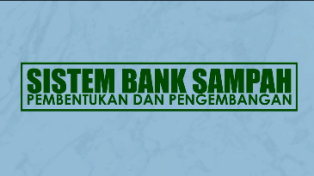 SISTEM BANK SAMPAH
PEMBENTUKAN DAN PENGEMBANGAN